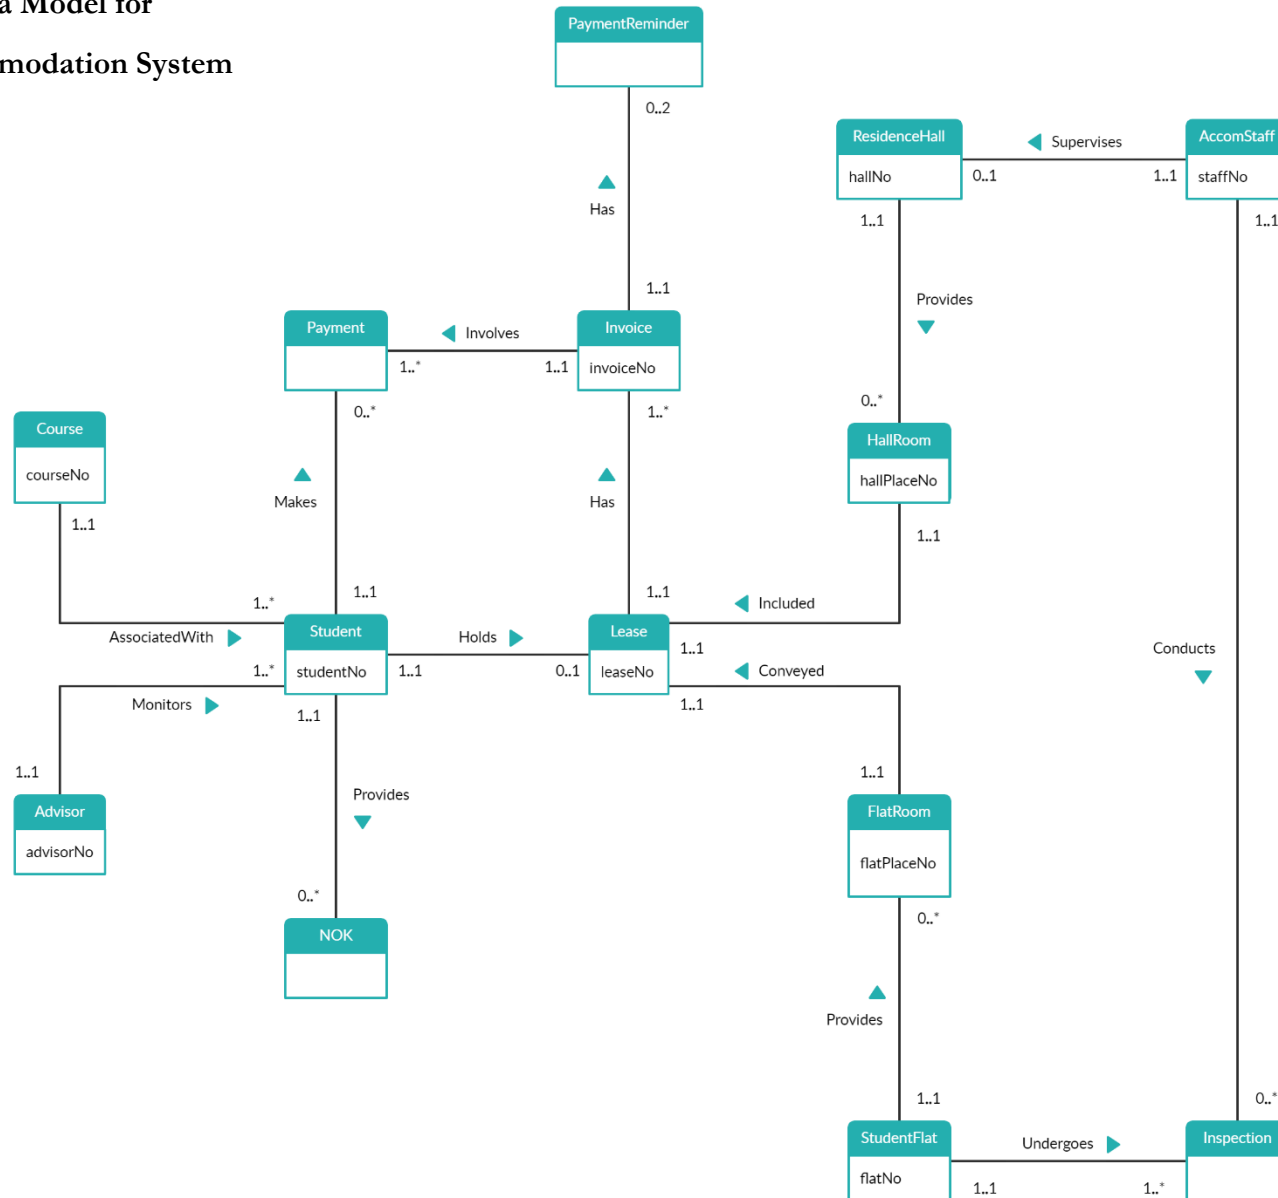 a Model for
modation System
PaymentReminder
0..2
Has
1..1
ResidenceHall
hallNo
Supervises
0..1
1..1
AccomStaff
staffNo
1..1
1..1
Provides
0..*
Payment
Involves
1..*
1..1
Invoice
invoiceNo
0..*
1..*
Course
courseNo
1..1
HallRoom
hallPlaceNo
1..1
Makes
Has
1..*
1..1
1..1
Included
1..1
AssociatedWith
Student
studentNo
Holds
1..1
0..1
Lease
leaseNo
Conveyed
1..1
Conducts
1..*
Monitors
1..1
1..1
1..1
Advisor
advisorNo
Provides
0..*
NOK
FlatRoom
flatPlaceNo
0..*
Provides
1..1
0..*
StudentFlat
flatNo
Undergoes
1..1
1..*
Inspection